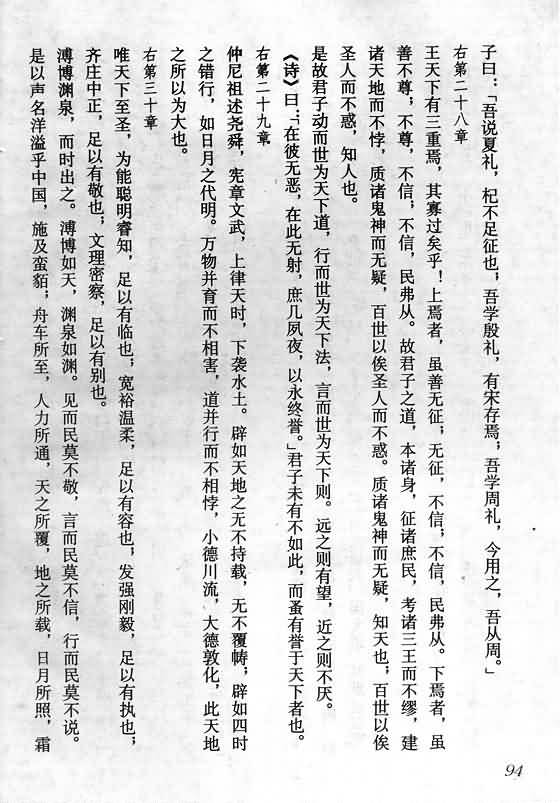 子曰：「吾说夏礼，杞不足征也；吾学殷礼，有宋存焉；吾学周礼，今用之，吾从周。」
右第二十八章
王天下有三重焉，其寡过矣乎！上焉者，虽善无征；无征，不信；不信，民弗从。下焉者，虽
善不尊；不尊，不信；不信，民弗从。故君子之道，本诸身，征诸庶民，考诸三王而不缪，建
诸天地而不悖，质诸鬼神而无疑，百世以俟圣人而不惑。质诸鬼神而无疑，知天也；百世以俟
圣人而不惑，知人也。
是故君子动而世为天下道，行而世为天下法，言而世为天下则。远之则有望，近之则不厌。
《诗》曰：「在彼无恶，在此无射，庶几夙夜，以永终誉。」君子未有不如此，而蚤有誉于天下者也。
右第二十九章
仲尼祖述尧舜，宪章文武，上律天时，下袭水土。辟如天地之无不持载，无不覆帱；辟如四时
之错行，如日月之代明。万物并育而不相害，道并行而不相悖，小德川流，大德敦化，此天地
之所以为大也。
右第三十章
唯天下至圣，为能聪明睿知，足以有临也；宽裕温柔，足以有容也；发强刚毅，足以有执也；
齐庄中正，足以有敬也；文理密察，足以有别也。
溥博渊泉，而时出之。溥博如天，渊泉如渊。见而民莫不敬，言而民莫不信，行而民莫不说。
是以声名洋溢乎中国，施及蛮貊；舟车所至，人力所通，天之所覆，地之所载，日月所照，霜
94